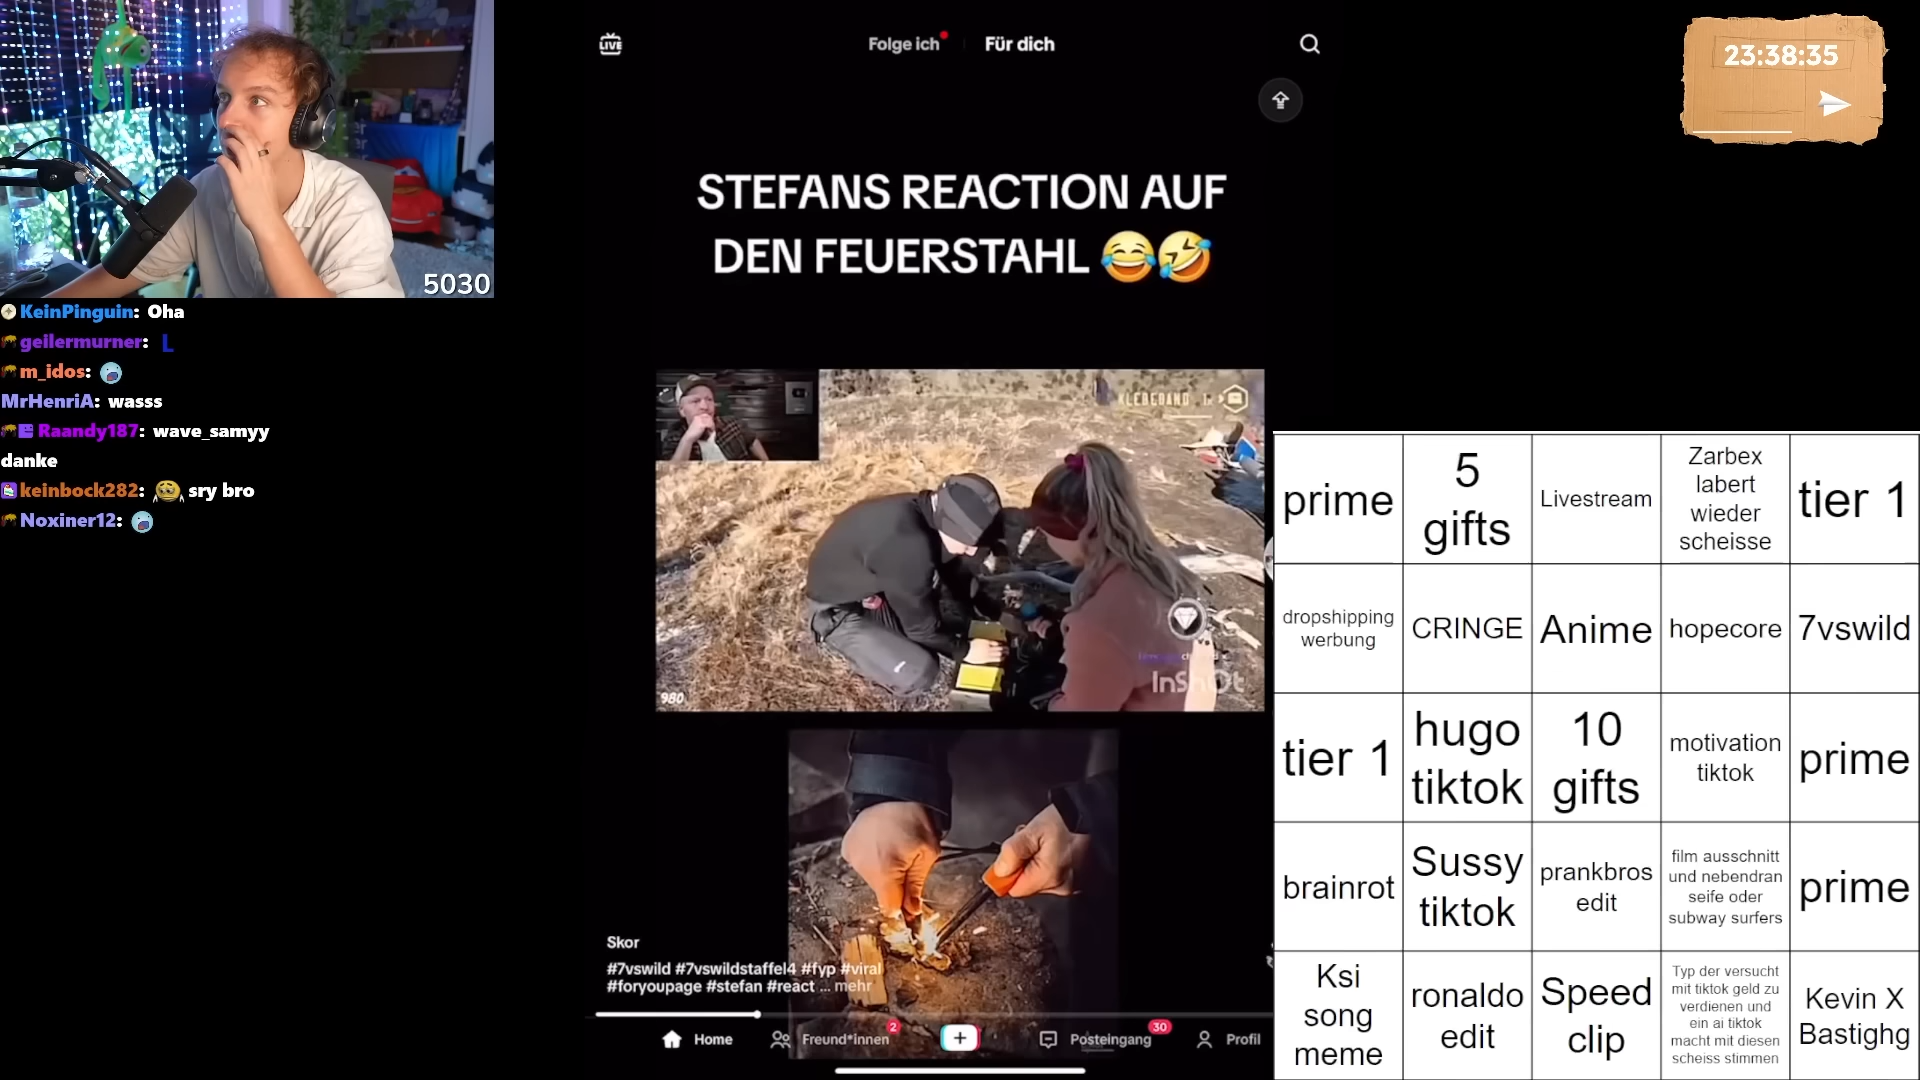 LIVE
Folge ich
Für dich
23:38:35
STEFANS REACTION AUF
DEN FEUERSTAHL 😂🤣
5030
KeinPinguin: Oha
geilermurner: L
m_idos:
MrHenriA: wasss
Raandy187: wave_samyy
danke
keinbock282: sry bro
Noxiner12:
KLEBEBAND
InShOt
980
prime
5
gifts
Livestream
Zarbex
labert
wieder
scheisse
tier 1
dropshipping
werbung
CRINGE
Anime
hopecore
7vswild
tier 1
hugo
tiktok
10
gifts
motivation
tiktok
prime
brainrot
Sussy
tiktok
prankbros
edit
film ausschnitt
und nebendran
seife oder
subway surfers
prime
Ksi
song
meme
ronaldo
edit
Speed
clip
Typ der versucht
mit tiktok geld zu
verdienen und
ein ai tiktok
macht mit diesen
scheiss stimmen
Kevin X
Bastighg
Skor
#7vswild #7vswildstaffel4 #fyp #viral
#foryoupage #stefan #react ... mehr
Home
Freund*innen
2
Posteingang
30
Profil